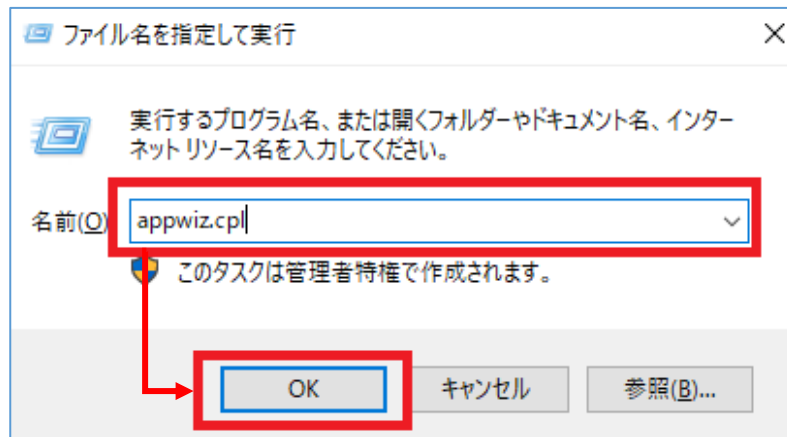 ファイル名を指定して実行
実行するプログラム名、または開くフォルダーやドキュメント名、インター
ネット リソース名を入力してください。
名前(O) appwiz.cpl
このタスクは管理者特権で作成されます。
OK キャンセル 参照(B)...